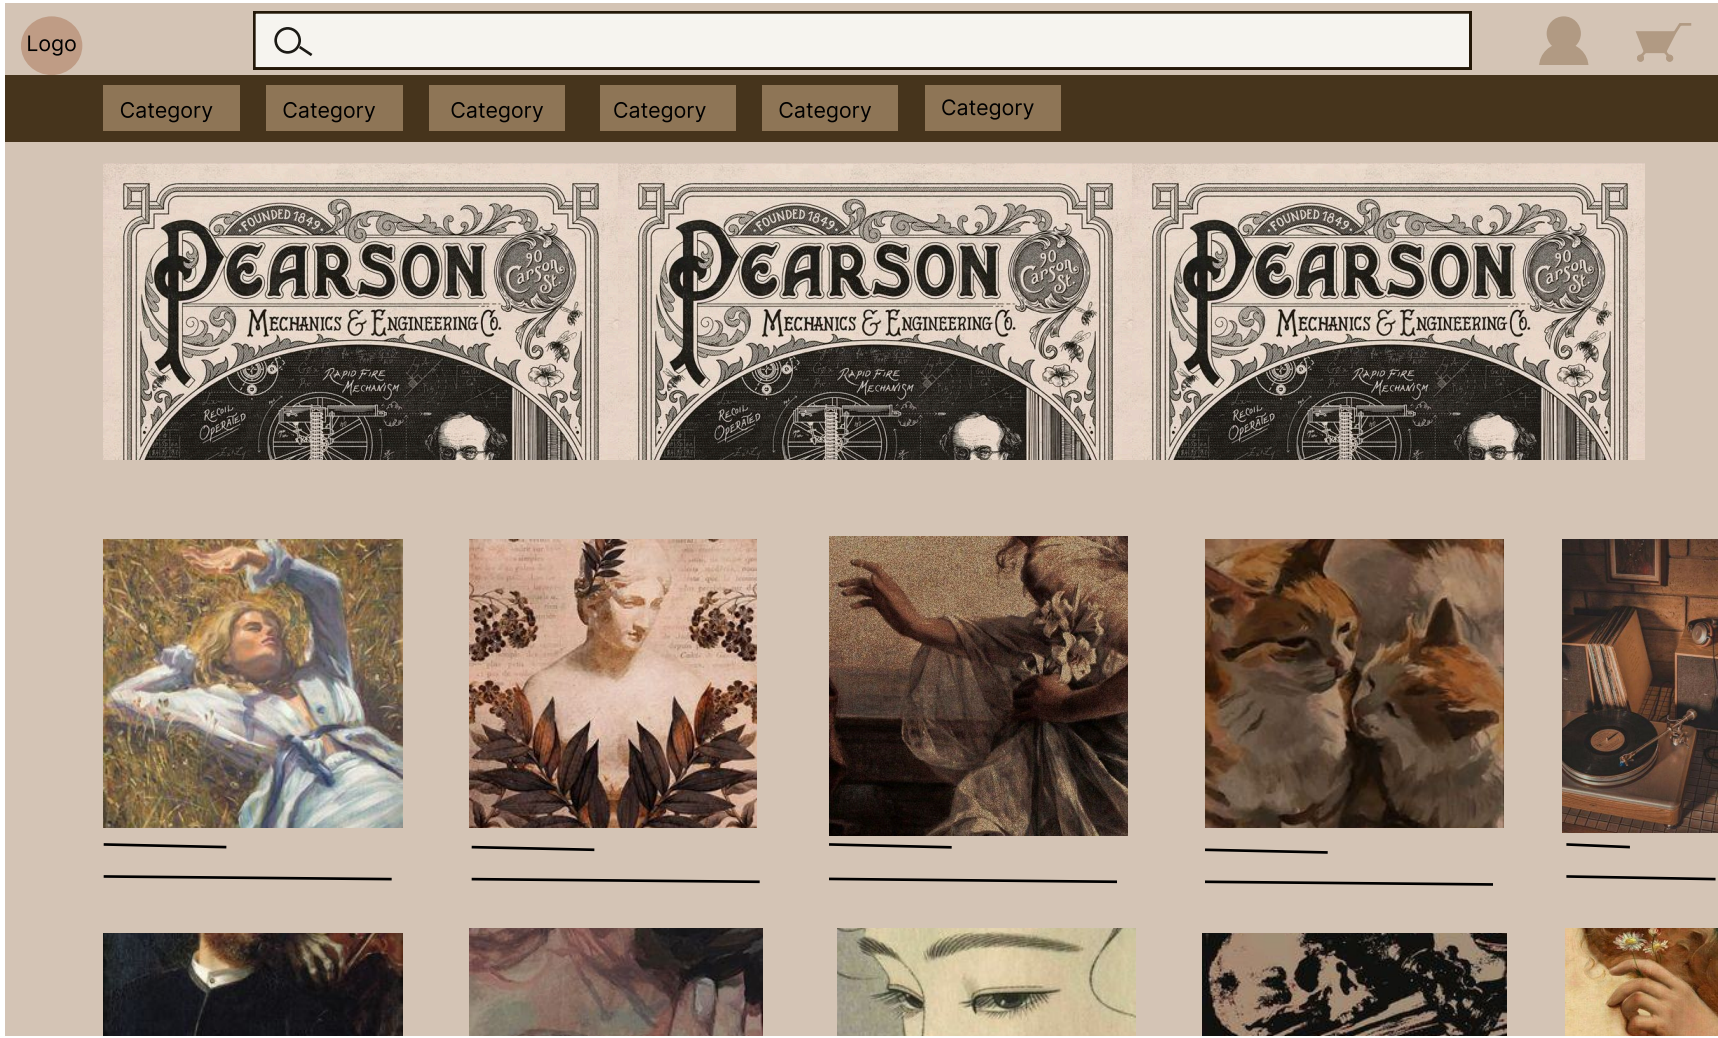 Logo
Category
Category
Category
Category
Category
Category
·FOUNDED 1849·
PEARSON
90
Carson
St.
MECHANICS & ENGINEERING CO.
RAPID FIRE
MECHANISM
RECOIL
OPERATED
·FOUNDED 1849·
PEARSON
90
Carson
St.
MECHANICS & ENGINEERING CO.
RAPID FIRE
MECHANISM
RECOIL
OPERATED
·FOUNDED 1849·
PEARSON
90
Carson
St.
MECHANICS & ENGINEERING CO.
RAPID FIRE
MECHANISM
RECOIL
OPERATED